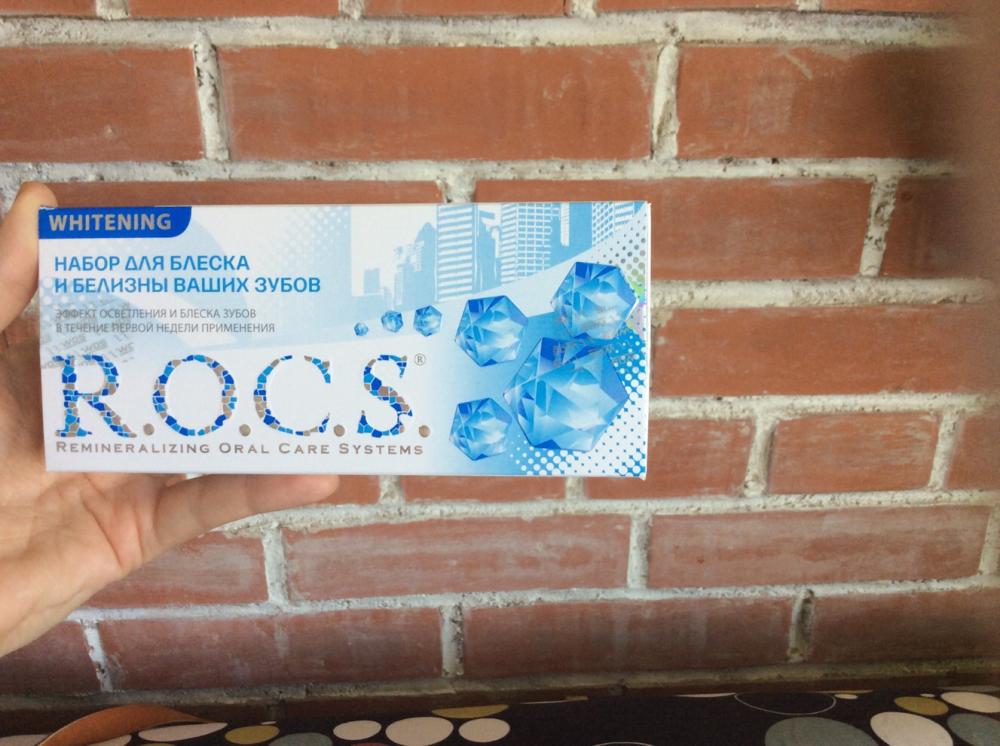 WHITENING
НАБОР ДЛЯ БЛЕСКА
И БЕЛИЗНЫ ВАШИХ ЗУБОВ
ЭФФЕКТ ОСВЕТЛЕНИЯ И БЛЕСКА ЗУБОВ
В ТЕЧЕНИЕ ПЕРВОЙ НЕДЕЛИ ПРИМЕНЕНИЯ
R.O.C.S.®
REMINERALIZING ORAL CARE SYSTEMS